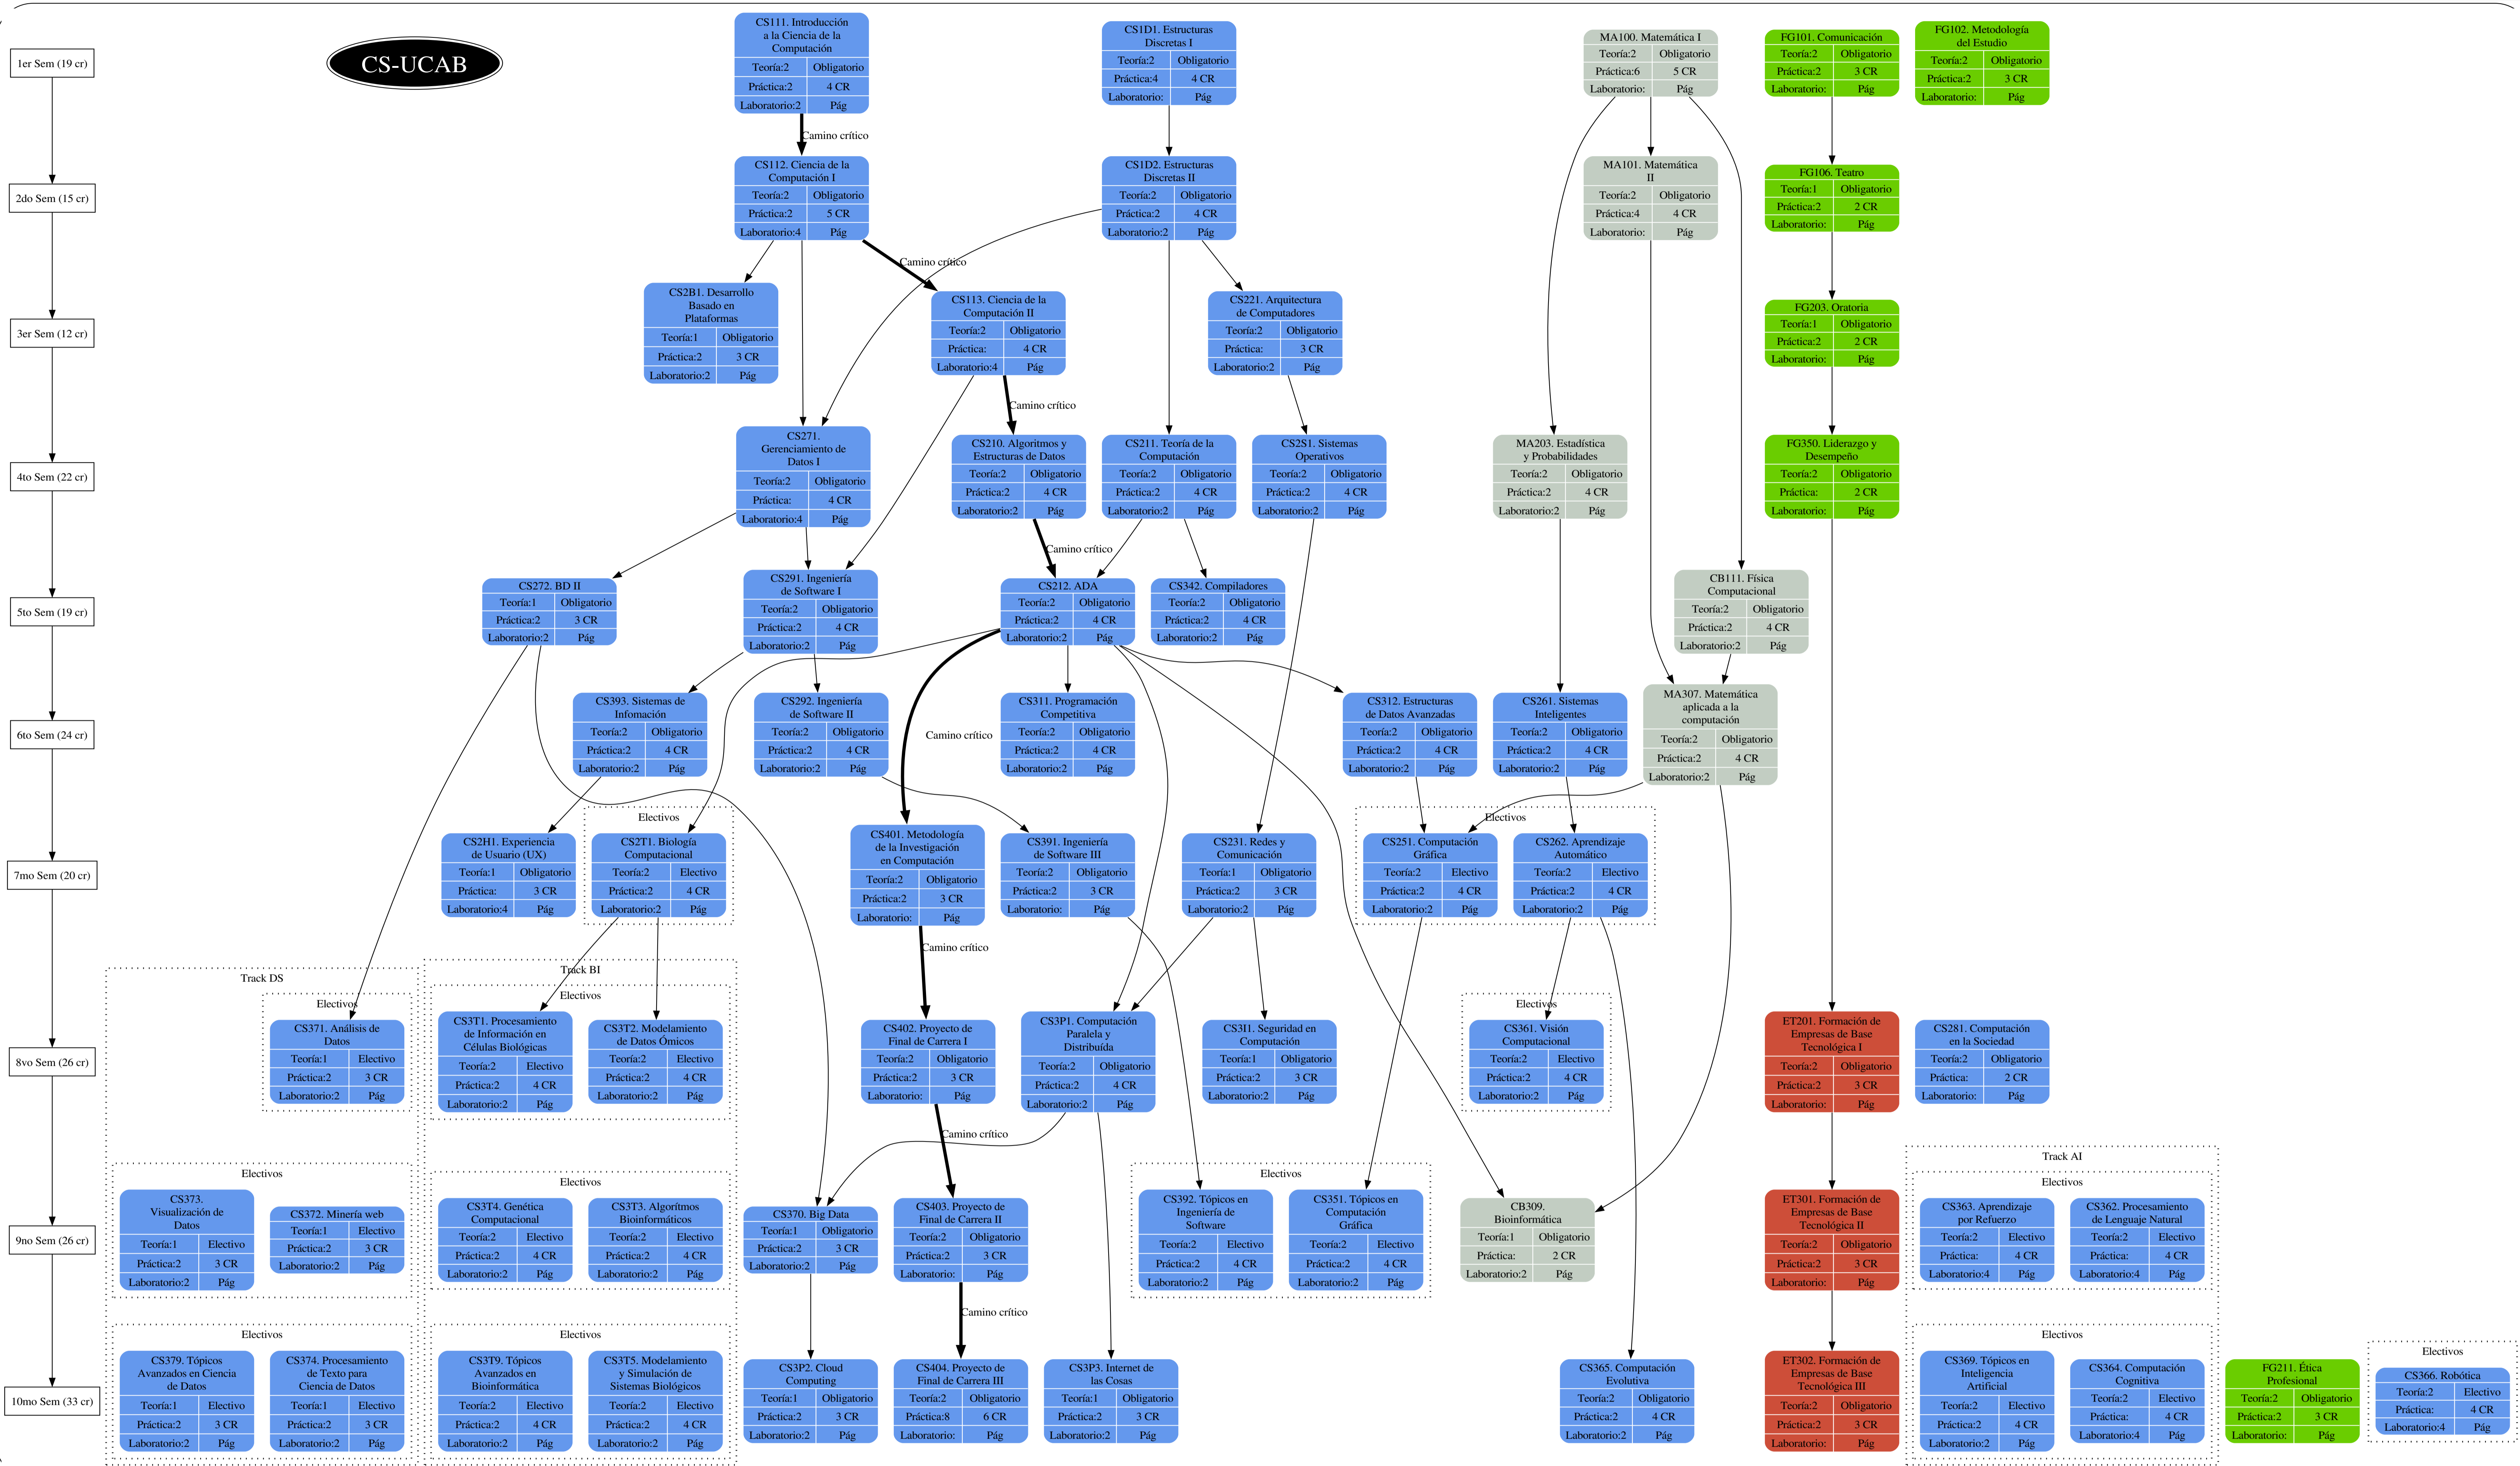 CS-UCAB
1er Sem (19 cr)
CS111. Introducción
a la Ciencia de la
Computación
Teoría:2 Obligatorio
Práctica:2 4 CR
Laboratorio:2 Pág
CS1D1. Estructuras
Discretas I
Teoría:2 Obligatorio
Práctica:4 4 CR
Laboratorio: Pág
MA100. Matemática I
Teoría:2 Obligatorio
Práctica:6 5 CR
Laboratorio: Pág
FG101. Comunicación
Teoría:2 Obligatorio
Práctica:2 3 CR
Laboratorio: Pág
FG102. Metodología
del Estudio
Teoría:2 Obligatorio
Práctica:2 3 CR
Laboratorio: Pág
Camino crítico
2do Sem (15 cr)
CS112. Ciencia de la
Computación I
Teoría:2 Obligatorio
Práctica:2 5 CR
Laboratorio:4 Pág
CS1D2. Estructuras
Discretas II
Teoría:2 Obligatorio
Práctica:2 4 CR
Laboratorio:2 Pág
MA101. Matemática
II
Teoría:2 Obligatorio
Práctica:4 4 CR
Laboratorio: Pág
FG106. Teatro
Teoría:1 Obligatorio
Práctica:2 2 CR
Laboratorio: Pág
Camino crítico
3er Sem (12 cr)
CS2B1. Desarrollo
Basado en
Plataformas
Teoría:1 Obligatorio
Práctica:2 3 CR
Laboratorio:2 Pág
CS113. Ciencia de la
Computación II
Teoría:2 Obligatorio
Práctica: 4 CR
Laboratorio:4 Pág
CS221. Arquitectura
de Computadores
Teoría:2 Obligatorio
Práctica: 3 CR
Laboratorio:2 Pág
FG203. Oratoria
Teoría:1 Obligatorio
Práctica:2 2 CR
Laboratorio: Pág
Camino crítico
4to Sem (22 cr)
CS271.
Gerenciamiento de
Datos I
Teoría:2 Obligatorio
Práctica: 4 CR
Laboratorio:4 Pág
CS210. Algoritmos y
Estructuras de Datos
Teoría:2 Obligatorio
Práctica:2 4 CR
Laboratorio:2 Pág
CS211. Teoría de la
Computación
Teoría:2 Obligatorio
Práctica:2 4 CR
Laboratorio:2 Pág
CS2S1. Sistemas
Operativos
Teoría:2 Obligatorio
Práctica:2 4 CR
Laboratorio:2 Pág
MA203. Estadística
y Probabilidades
Teoría:2 Obligatorio
Práctica:2 4 CR
Laboratorio:2 Pág
FG350. Liderazgo y
Desempeño
Teoría:2 Obligatorio
Práctica: 2 CR
Laboratorio: Pág
Camino crítico
5to Sem (19 cr)
CS272. BD II
Teoría:1 Obligatorio
Práctica:2 3 CR
Laboratorio:2 Pág
CS291. Ingeniería
de Software I
Teoría:2 Obligatorio
Práctica:2 4 CR
Laboratorio:2 Pág
CS212. ADA
Teoría:2 Obligatorio
Práctica:2 4 CR
Laboratorio:2 Pág
CS342. Compiladores
Teoría:2 Obligatorio
Práctica:2 4 CR
Laboratorio:2 Pág
CB111. Física
Computacional
Teoría:2 Obligatorio
Práctica:2 4 CR
Laboratorio:2 Pág
6to Sem (24 cr)
CS393. Sistemas de
Infomación
Teoría:2 Obligatorio
Práctica:2 4 CR
Laboratorio:2 Pág
CS292. Ingeniería
de Software II
Teoría:2 Obligatorio
Práctica:2 4 CR
Laboratorio:2 Pág
Camino crítico
CS311. Programación
Competitiva
Teoría:2 Obligatorio
Práctica:2 4 CR
Laboratorio:2 Pág
CS312. Estructuras
de Datos Avanzadas
Teoría:2 Obligatorio
Práctica:2 4 CR
Laboratorio:2 Pág
CS261. Sistemas
Inteligentes
Teoría:2 Obligatorio
Práctica:2 4 CR
Laboratorio:2 Pág
MA307. Matemática
aplicada a la
computación
Teoría:2 Obligatorio
Práctica:2 4 CR
Laboratorio:2 Pág
7mo Sem (20 cr)
CS2H1. Experiencia
de Usuario (UX)
Teoría:1 Obligatorio
Práctica: 3 CR
Laboratorio:4 Pág
Electivos
CS2T1. Biología
Computacional
Teoría:2 Electivo
Práctica:2 4 CR
Laboratorio:2 Pág
CS401. Metodología
de la Investigación
en Computación
Teoría:2 Obligatorio
Práctica:2 3 CR
Laboratorio: Pág
CS391. Ingeniería
de Software III
Teoría:2 Obligatorio
Práctica:2 3 CR
Laboratorio: Pág
CS231. Redes y
Comunicación
Teoría:1 Obligatorio
Práctica:2 3 CR
Laboratorio:2 Pág
Electivos
CS251. Computación
Gráfica
Teoría:2 Electivo
Práctica:2 4 CR
Laboratorio:2 Pág
CS262. Aprendizaje
Automático
Teoría:2 Electivo
Práctica:2 4 CR
Laboratorio:2 Pág
Camino crítico
8vo Sem (26 cr)
Track DS
Electivos
CS371. Análisis de
Datos
Teoría:1 Electivo
Práctica:2 3 CR
Laboratorio:2 Pág
Track BI
Electivos
CS3T1. Procesamiento
de Información en
Células Biológicas
Teoría:2 Electivo
Práctica:2 4 CR
Laboratorio:2 Pág
CS3T2. Modelamiento
de Datos Ómicos
Teoría:2 Electivo
Práctica:2 4 CR
Laboratorio:2 Pág
CS402. Proyecto de
Final de Carrera I
Teoría:2 Obligatorio
Práctica:2 3 CR
Laboratorio: Pág
CS3P1. Computación
Paralela y
Distribuída
Teoría:2 Obligatorio
Práctica:2 4 CR
Laboratorio:2 Pág
CS3I1. Seguridad en
Computación
Teoría:1 Obligatorio
Práctica:2 3 CR
Laboratorio:2 Pág
Electivos
CS361. Visión
Computacional
Teoría:2 Electivo
Práctica:2 4 CR
Laboratorio:2 Pág
ET201. Formación de
Empresas de Base
Tecnológica I
Teoría:2 Obligatorio
Práctica:2 3 CR
Laboratorio: Pág
CS281. Computación
en la Sociedad
Teoría:2 Obligatorio
Práctica: 2 CR
Laboratorio: Pág
Camino crítico
9no Sem (26 cr)
Electivos
CS373.
Visualización de
Datos
Teoría:1 Electivo
Práctica:2 3 CR
Laboratorio:2 Pág
CS372. Minería web
Teoría:1 Electivo
Práctica:2 3 CR
Laboratorio:2 Pág
Electivos
CS3T4. Genética
Computacional
Teoría:2 Electivo
Práctica:2 4 CR
Laboratorio:2 Pág
CS3T3. Algorítmos
Bioinformáticos
Teoría:2 Electivo
Práctica:2 4 CR
Laboratorio:2 Pág
CS370. Big Data
Teoría:1 Obligatorio
Práctica:2 3 CR
Laboratorio:2 Pág
CS403. Proyecto de
Final de Carrera II
Teoría:2 Obligatorio
Práctica:2 3 CR
Laboratorio: Pág
Electivos
CS392. Tópicos en
Ingeniería de
Software
Teoría:2 Electivo
Práctica:2 4 CR
Laboratorio:2 Pág
CS351. Tópicos en
Computación
Gráfica
Teoría:2 Electivo
Práctica:2 4 CR
Laboratorio:2 Pág
CB309.
Bioinformática
Teoría:1 Obligatorio
Práctica: 2 CR
Laboratorio:2 Pág
ET301. Formación de
Empresas de Base
Tecnológica II
Teoría:2 Obligatorio
Práctica:2 3 CR
Laboratorio: Pág
Track AI
Electivos
CS363. Aprendizaje
por Refuerzo
Teoría:2 Electivo
Práctica: 4 CR
Laboratorio:4 Pág
CS362. Procesamiento
de Lenguaje Natural
Teoría:2 Electivo
Práctica: 4 CR
Laboratorio:4 Pág
Camino crítico
10mo Sem (33 cr)
Electivos
CS379. Tópicos
Avanzados en Ciencia
de Datos
Teoría:1 Electivo
Práctica:2 3 CR
Laboratorio:2 Pág
CS374. Procesamiento
de Texto para
Ciencia de Datos
Teoría:1 Electivo
Práctica:2 3 CR
Laboratorio:2 Pág
Electivos
CS3T9. Tópicos
Avanzados en
Bioinformática
Teoría:2 Electivo
Práctica:2 4 CR
Laboratorio:2 Pág
CS3T5. Modelamiento
y Simulación de
Sistemas Biológicos
Teoría:2 Electivo
Práctica:2 4 CR
Laboratorio:2 Pág
CS3P2. Cloud
Computing
Teoría:1 Obligatorio
Práctica:2 3 CR
Laboratorio:2 Pág
CS404. Proyecto de
Final de Carrera III
Teoría:2 Obligatorio
Práctica:8 6 CR
Laboratorio: Pág
CS3P3. Internet de
las Cosas
Teoría:1 Obligatorio
Práctica:2 3 CR
Laboratorio:2 Pág
CS365. Computación
Evolutiva
Teoría:2 Obligatorio
Práctica:2 4 CR
Laboratorio:2 Pág
ET302. Formación de
Empresas de Base
Tecnológica III
Teoría:2 Obligatorio
Práctica:2 3 CR
Laboratorio: Pág
Electivos
CS369. Tópicos en
Inteligencia
Artificial
Teoría:2 Electivo
Práctica:2 4 CR
Laboratorio:2 Pág
CS364. Computación
Cognitiva
Teoría:2 Electivo
Práctica: 4 CR
Laboratorio:4 Pág
FG211. Ética
Profesional
Teoría:2 Obligatorio
Práctica:2 3 CR
Laboratorio: Pág
Electivos
CS366. Robótica
Teoría:2 Electivo
Práctica: 4 CR
Laboratorio:4 Pág